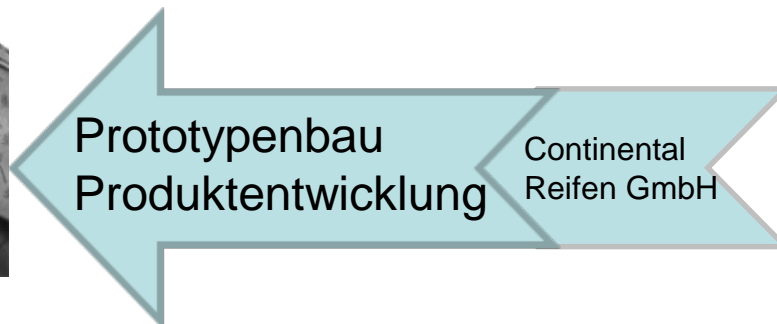 Prototypenbau
Produktentwicklung
Continental
Reifen GmbH